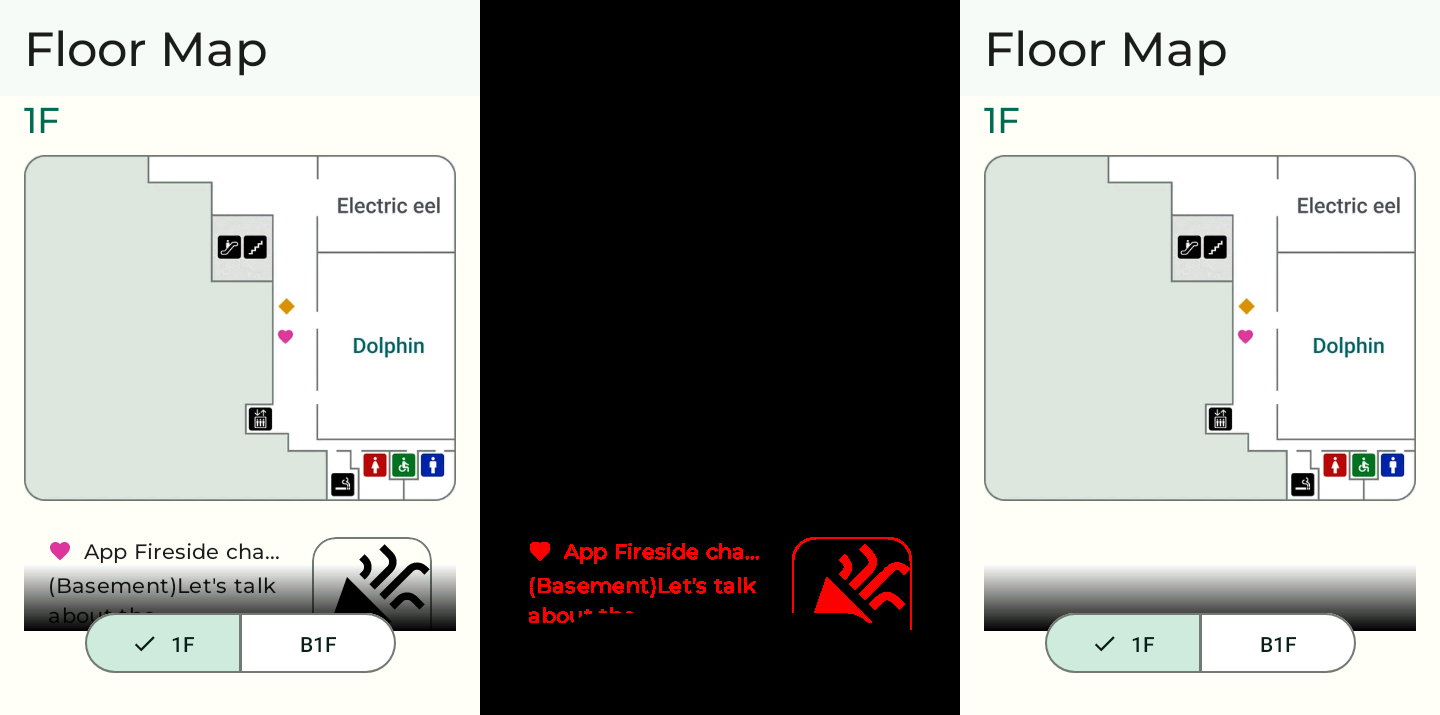 Floor Map
1F
Electric eel
Dolphin
App Fireside cha...
(Basement)Let's talk
about the
1F
B1F
App Fireside cha...
(Basement)Let's talk
about the
Floor Map
1F
Electric eel
Dolphin
1F
B1F